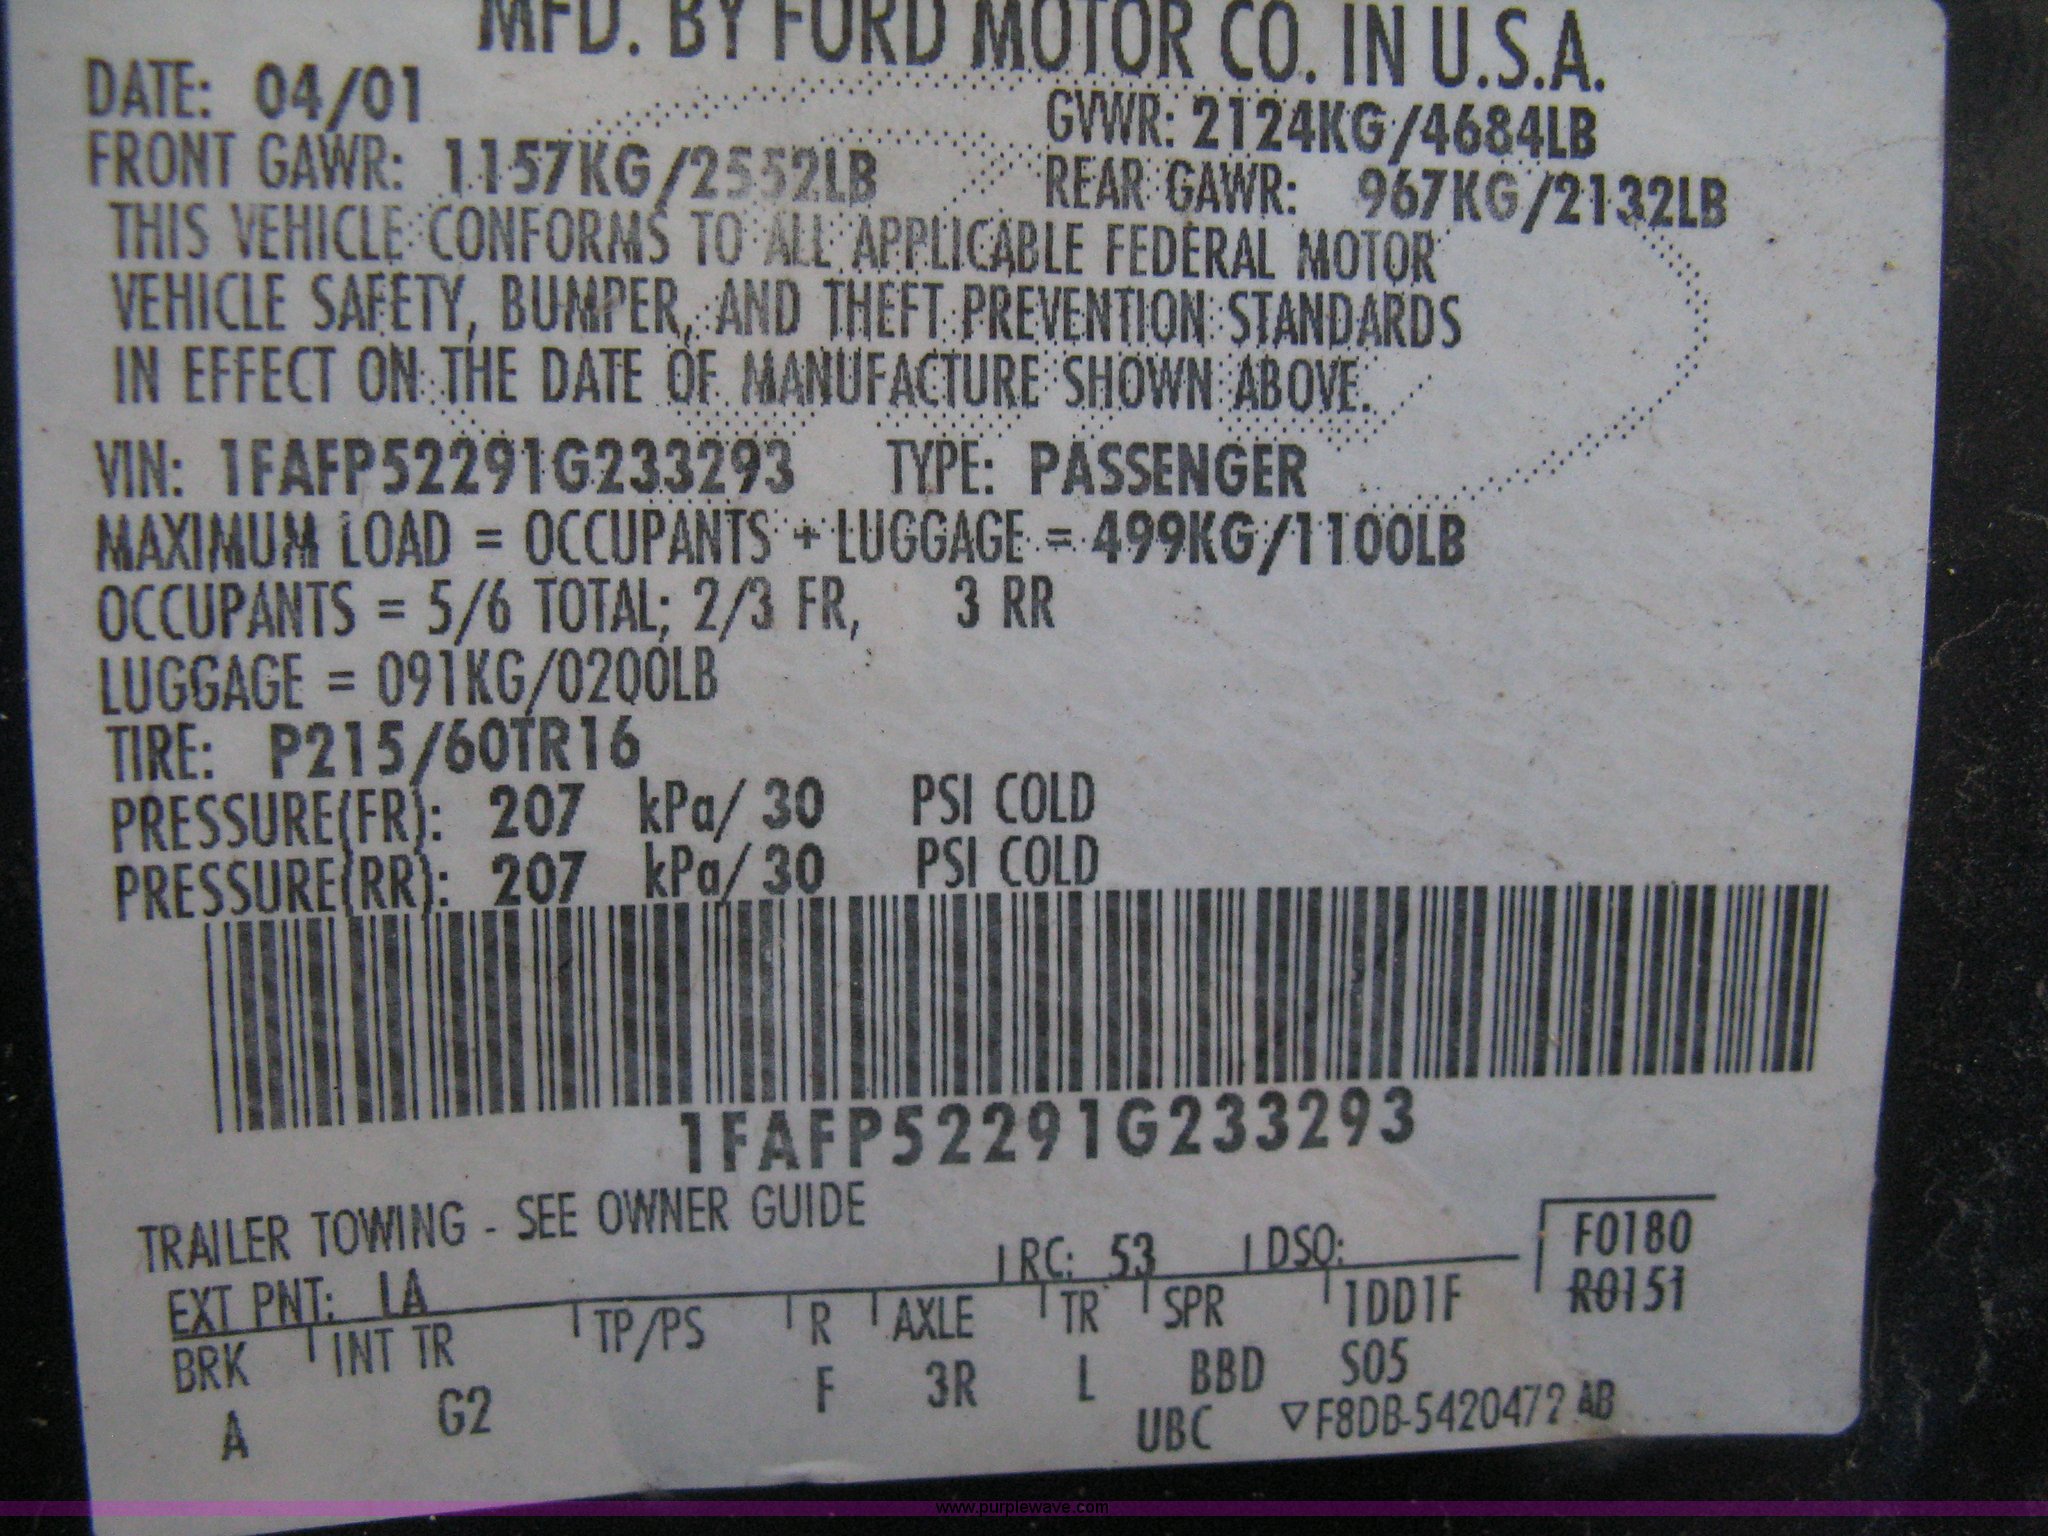 MFD. BY FORD MOTOR CO. IN U.S.A.
DATE: 04/01
GVWR: 2124KG/4684LB
FRONT GAWR: 1157KG/2552LB
REAR GAWR: 967KG/2132LB
THIS VEHICLE CONFORMS TO ALL APPLICABLE FEDERAL MOTOR
VEHICLE SAFETY, BUMPER, AND THEFT PREVENTION STANDARDS
IN EFFECT ON THE DATE OF MANUFACTURE SHOWN ABOVE.
VIN: 1FAFP52291G233293 TYPE: PASSENGER
MAXIMUM LOAD = OCCUPANTS + LUGGAGE = 499KG/1100LB
OCCUPANTS = 5/6 TOTAL; 2/3 FR, 3 RR
LUGGAGE = 091KG/0200LB
TIRE: P215/60TR16
PRESSURE(FR): 207 kPa/ 30 PSI COLD
PRESSURE(RR): 207 kPa/ 30 PSI COLD
1FAFP52291G233293
TRAILER TOWING - SEE OWNER GUIDE
EXT PNT: LA RC: 53 DSO:
F0180
R0151
BRK INT TR TP/PS R AXLE TR SPR 1DD1F
A G2 F 3R L BBD S05
UBC ▽F8DB-5420472 AB
www.purplewave.com